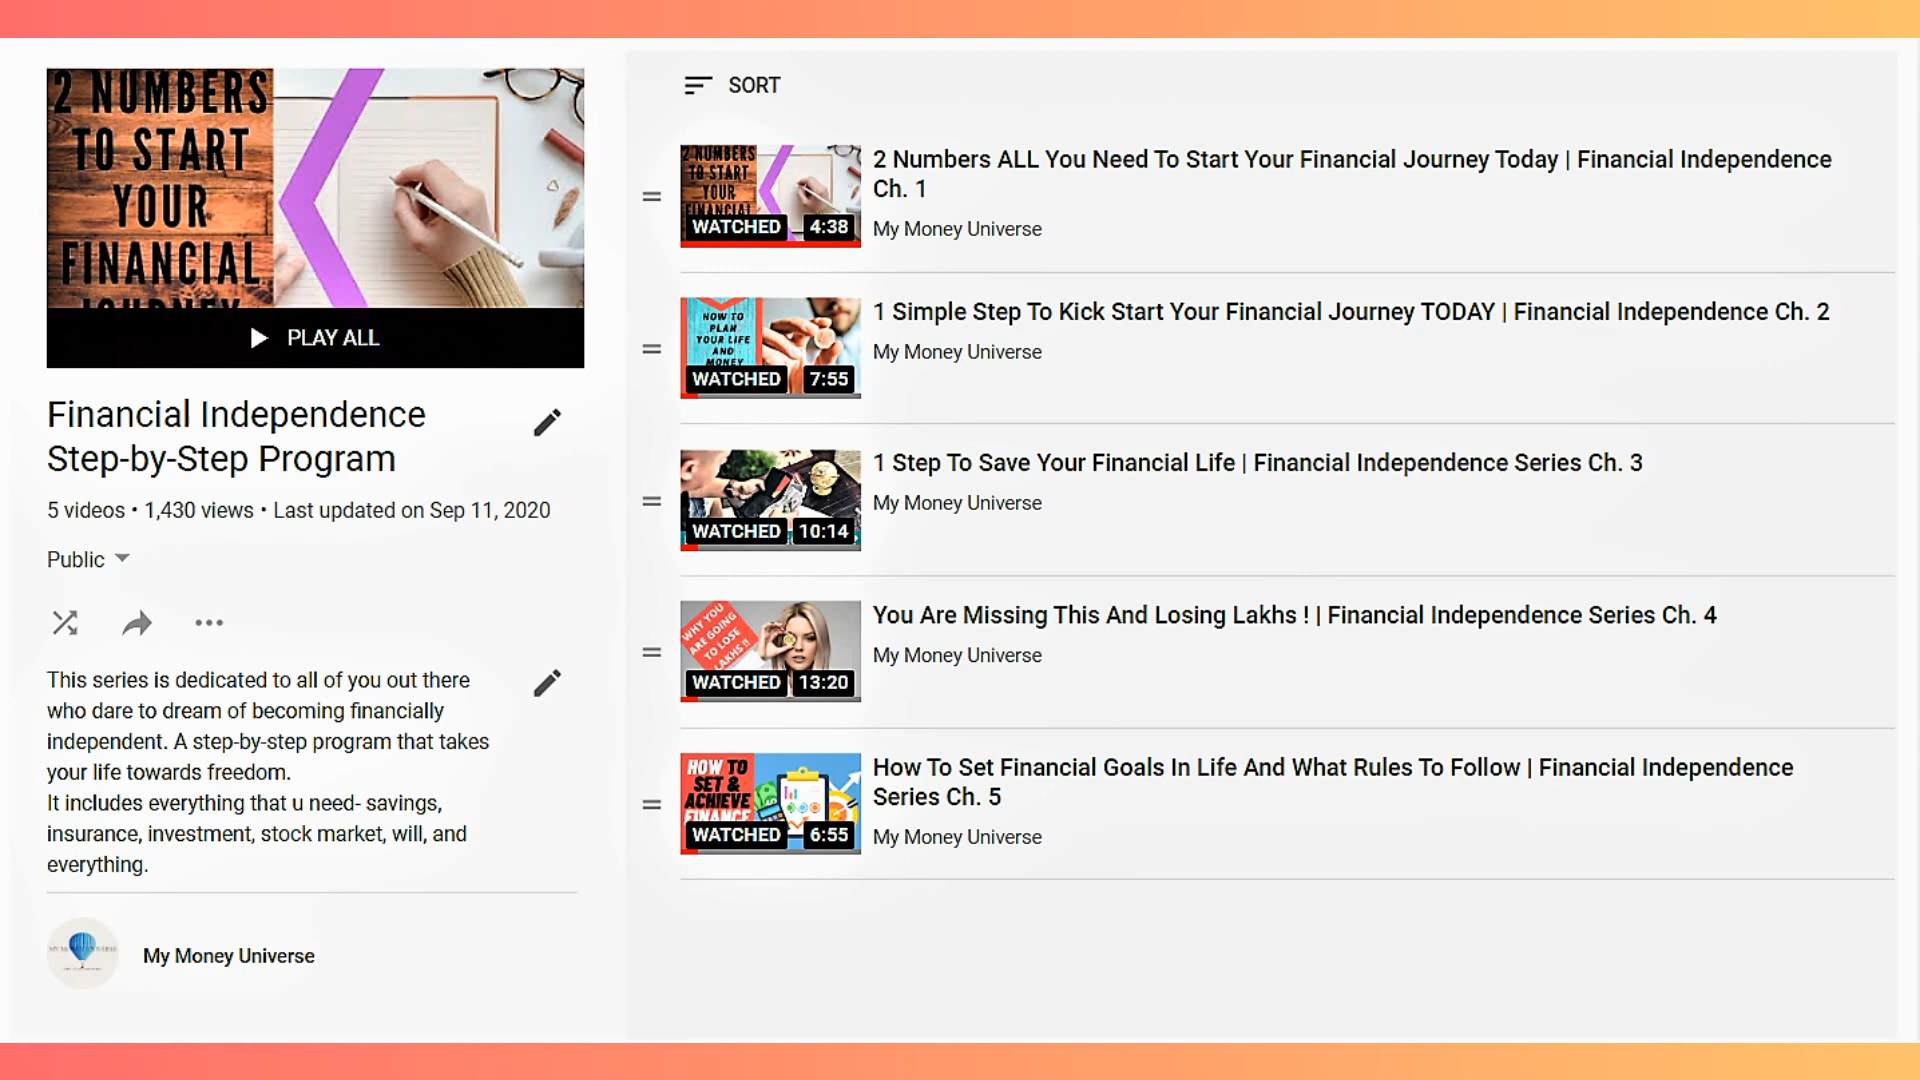 2 NUMBERS
TO START
YOUR
FINANCIAL
JOURNEY
PLAY ALL
Financial Independence
Step-by-Step Program
5 videos • 1,430 views • Last updated on Sep 11, 2020
Public
This series is dedicated to all of you out there
who dare to dream of becoming financially
independent. A step-by-step program that takes
your life towards freedom.
It includes everything that u need- savings,
insurance, investment, stock market, will, and
everything.
My Money Universe
SORT
2 NUMBERS
TO START
YOUR
FINANCIAL
WATCHED 4:38
2 Numbers ALL You Need To Start Your Financial Journey Today | Financial Independence
Ch. 1
My Money Universe
HOW TO
PLAN
YOUR LIFE
AND
MONEY
WATCHED 7:55
1 Simple Step To Kick Start Your Financial Journey TODAY | Financial Independence Ch. 2
My Money Universe
WATCHED 10:14
1 Step To Save Your Financial Life | Financial Independence Series Ch. 3
My Money Universe
WHY YOU
ARE GOING
TO LOSE
LAKHS !!
WATCHED 13:20
You Are Missing This And Losing Lakhs ! | Financial Independence Series Ch. 4
My Money Universe
HOW TO
SET &
ACHIEVE
FINANCE
WATCHED 6:55
How To Set Financial Goals In Life And What Rules To Follow | Financial Independence
Series Ch. 5
My Money Universe